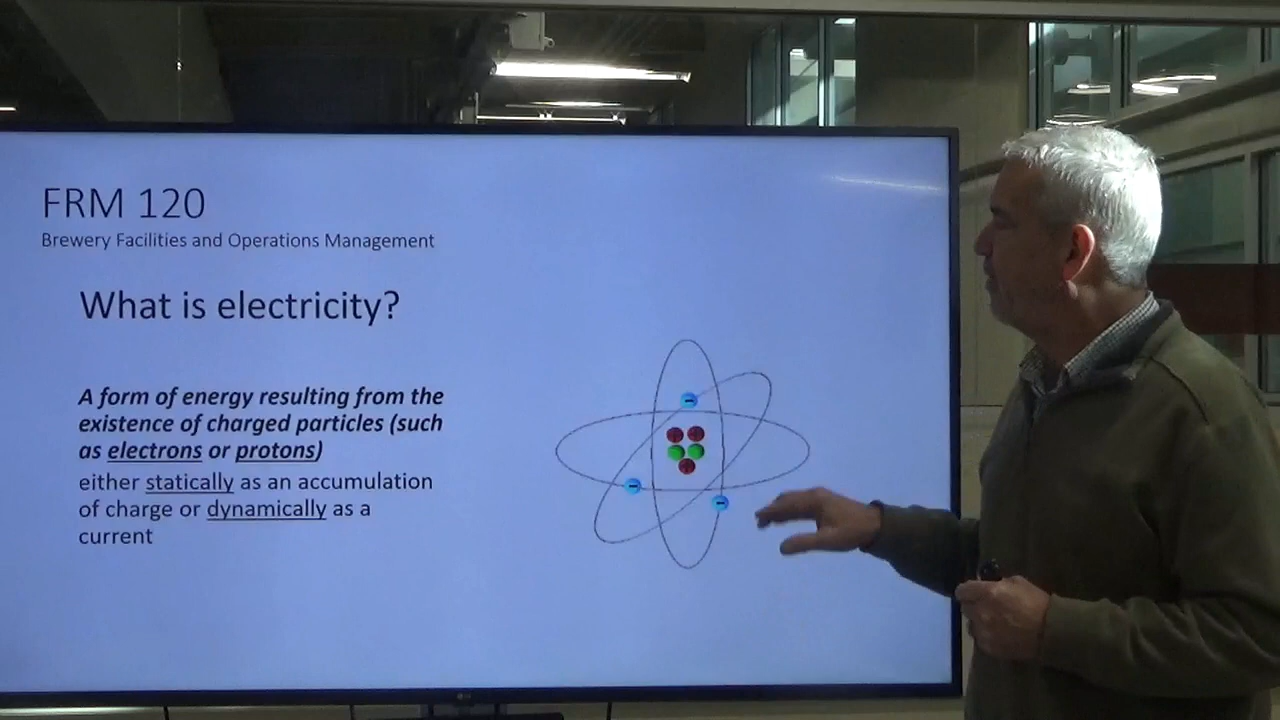 FRM 120
Brewery Facilities and Operations Management
What is electricity?
A form of energy resulting from the
existence of charged particles (such
as electrons or protons)
either statically as an accumulation
of charge or dynamically as a
current
LG